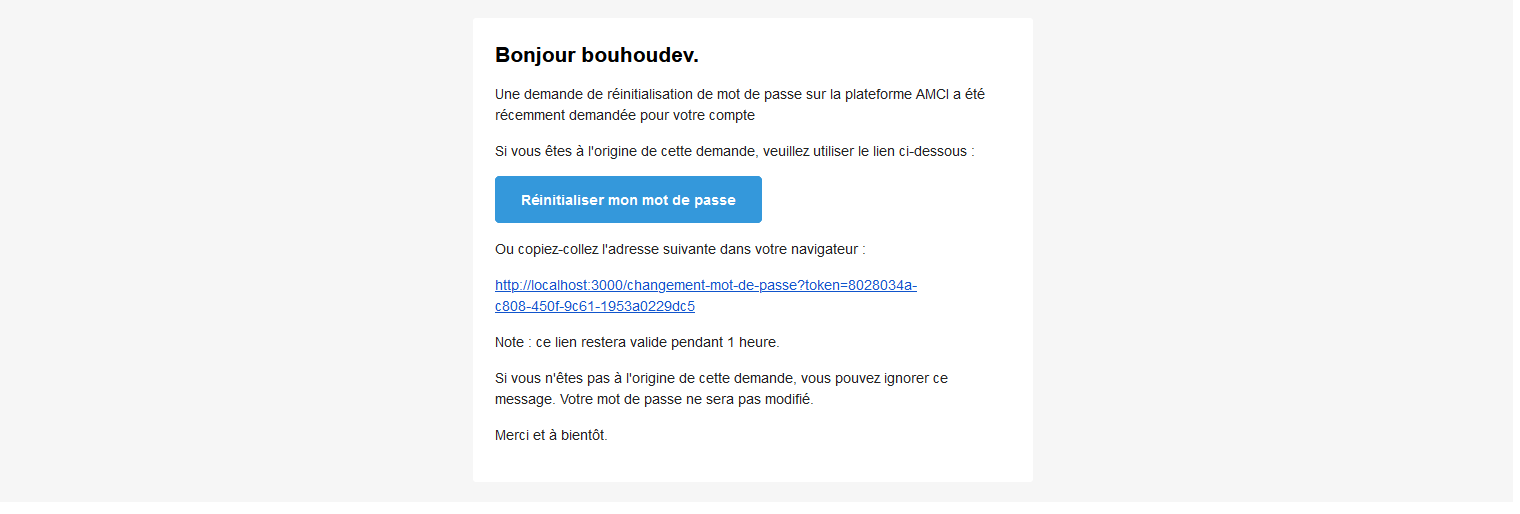 Bonjour bouhoudev.
Une demande de réinitialisation de mot de passe sur la plateforme AMCI a été
récemment demandée pour votre compte
Si vous êtes à l'origine de cette demande, veuillez utiliser le lien ci-dessous :
Réinitialiser mon mot de passe
Ou copiez-collez l'adresse suivante dans votre navigateur :
http://localhost:3000/changement-mot-de-passe?token=8028034a-
c808-450f-9c61-1953a0229dc5
Note : ce lien restera valide pendant 1 heure.
Si vous n'êtes pas à l'origine de cette demande, vous pouvez ignorer ce
message. Votre mot de passe ne sera pas modifié.
Merci et à bientôt.